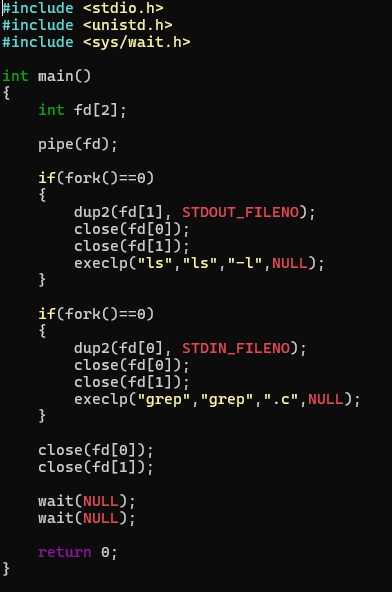 #include <stdio.h>
#include <unistd.h>
#include <sys/wait.h>

int main()
{
    int fd[2];

    pipe(fd);

    if(fork()==0)
    {
        dup2(fd[1], STDOUT_FILENO);
        close(fd[0]);
        close(fd[1]);
        execlp("ls","ls","-l",NULL);
    }

    if(fork()==0)
    {
        dup2(fd[0], STDIN_FILENO);
        close(fd[0]);
        close(fd[1]);
        execlp("grep","grep",".c",NULL);
    }

    close(fd[0]);
    close(fd[1]);

    wait(NULL);
    wait(NULL);

    return 0;
}